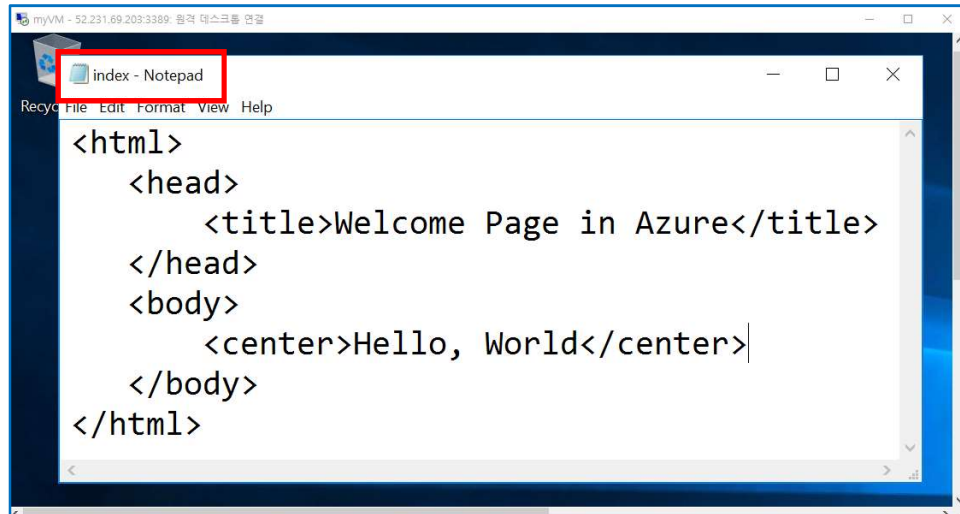 myVM - 52.231.69.203:3389: 원격 데스크톱 연결
index - Notepad
Recyc
File Edit Format View Help
<html>
<head>
<title>Welcome Page in Azure</title>
</head>
<body>
<center>Hello, World</center>
</body>
</html>